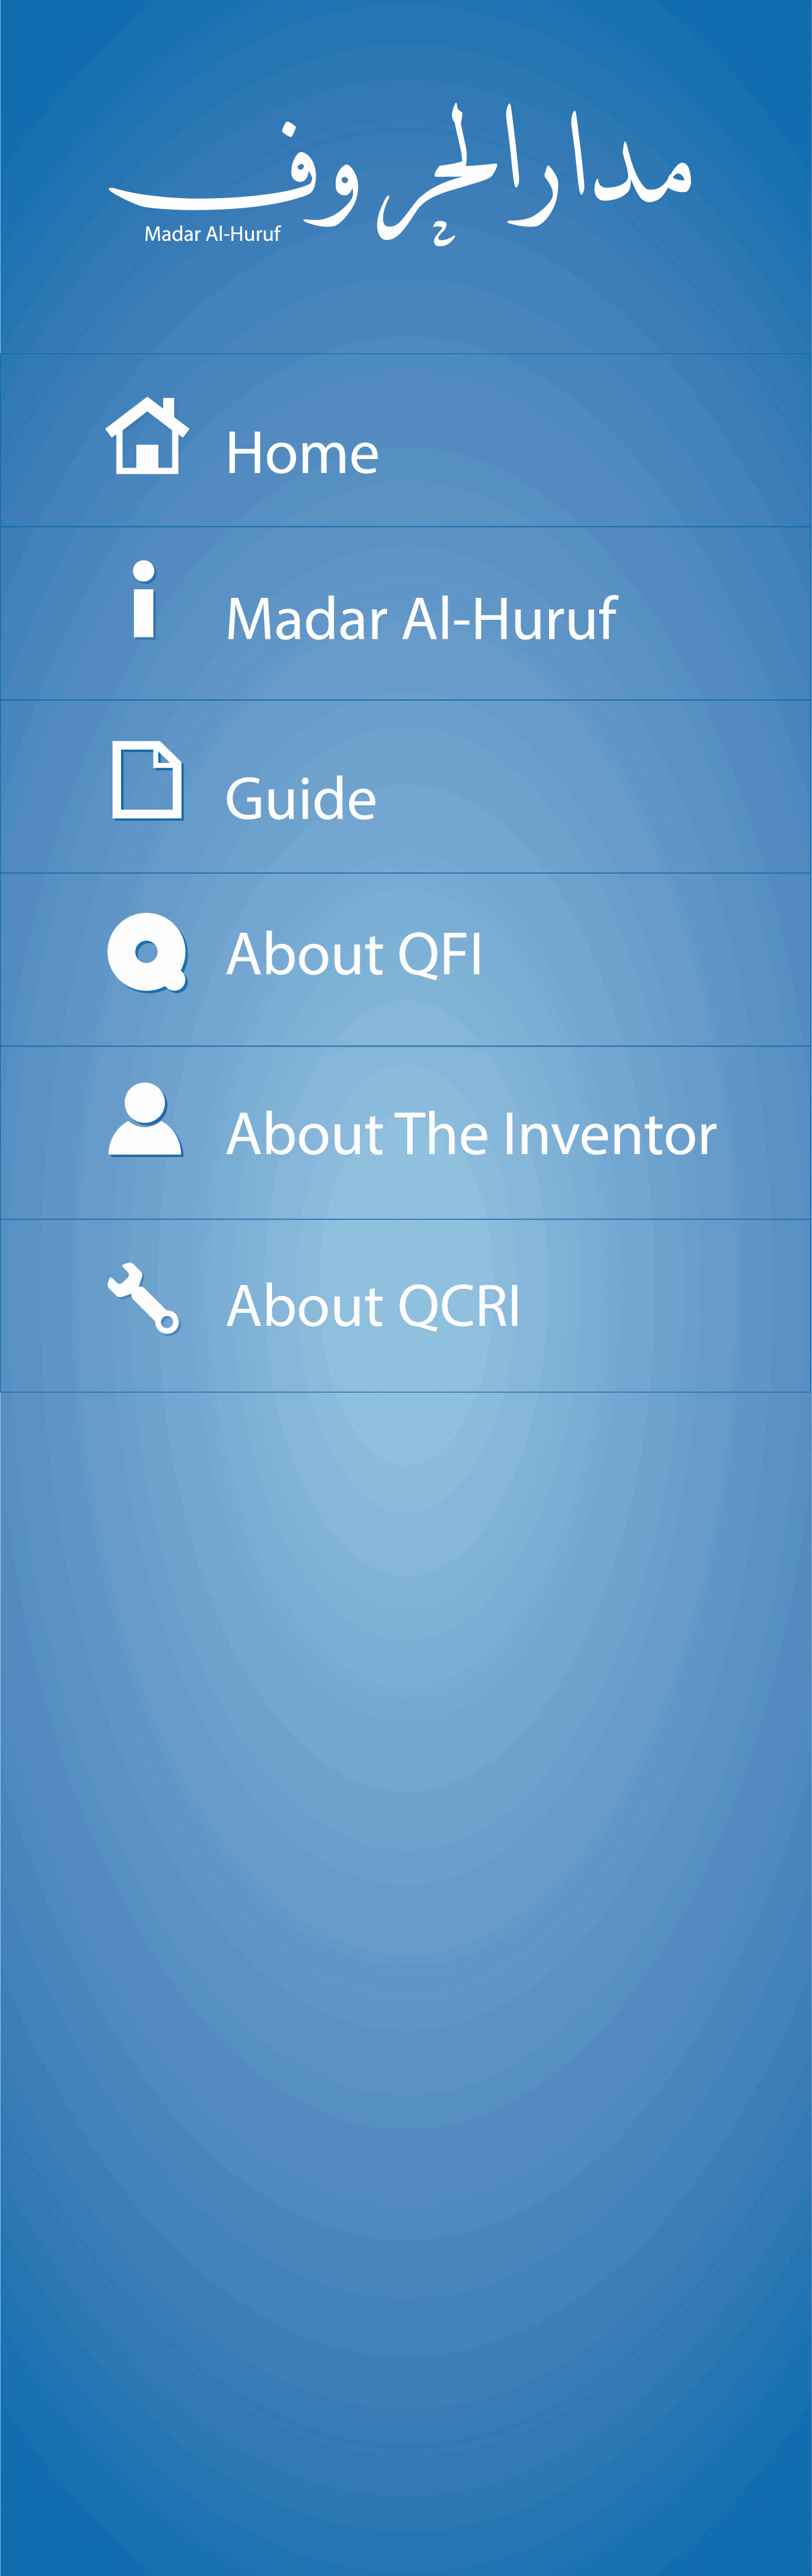 مدار الحروف
Madar Al-Huruf
Home
Madar Al-Huruf
Guide
About QFI
About The Inventor
About QCRI